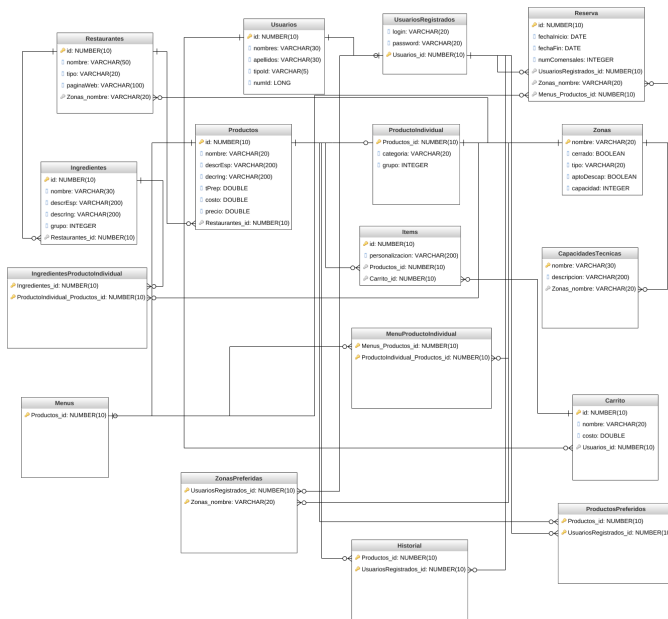 Restaurantes
id: NUMBER(10)
nombre: VARCHAR(50)
tipo: VARCHAR(20)
paginaWeb: VARCHAR(100)
Zonas_nombre: VARCHAR(20)
Usuarios
id: NUMBER(10)
nombres: VARCHAR(30)
apellidos: VARCHAR(30)
tipoId: VARCHAR(5)
numId: LONG
UsuariosRegistrados
login: VARCHAR(20)
password: VARCHAR(20)
Usuarios_id: NUMBER(10)
Reserva
id: NUMBER(10)
fechaInicio: DATE
fechaFin: DATE
numComensales: INTEGER
UsuariosRegistrados_id: NUMBER(10)
Zonas_nombre: VARCHAR(20)
Menus_Productos_id: NUMBER(10)
Productos
id: NUMBER(10)
nombre: VARCHAR(20)
descrEsp: VARCHAR(200)
decrIng: VARCHAR(200)
tPrep: DOUBLE
costo: DOUBLE
precio: DOUBLE
Restaurantes_id: NUMBER(10)
ProductoIndividual
Productos_id: NUMBER(10)
categoria: VARCHAR(20)
grupo: INTEGER
Zonas
nombre: VARCHAR(20)
cerrado: BOOLEAN
tipo: VARCHAR(20)
aptoDescap: BOOLEAN
capacidad: INTEGER
Ingredientes
id: NUMBER(10)
nombre: VARCHAR(30)
descrEsp: VARCHAR(200)
descrIng: VARCHAR(200)
grupo: INTEGER
Restaurantes_id: NUMBER(10)
Items
id: NUMBER(10)
personalizacion: VARCHAR(200)
Productos_id: NUMBER(10)
Carrito_id: NUMBER(10)
CapacidadesTecnicas
nombre: VARCHAR(30)
descripcion: VARCHAR(200)
Zonas_nombre: VARCHAR(20)
IngredientesProductoIndividual
Ingredientes_id: NUMBER(10)
ProductoIndividual_Productos_id: NUMBER(10)
MenuProductoIndividual
Menus_Productos_id: NUMBER(10)
ProductoIndividual_Productos_id: NUMBER(10)
Menus
Productos_id: NUMBER(10)
Carrito
id: NUMBER(10)
nombre: VARCHAR(20)
costo: DOUBLE
Usuarios_id: NUMBER(10)
ZonasPreferidas
UsuariosRegistrados_id: NUMBER(10)
Zonas_nombre: VARCHAR(20)
ProductosPreferidos
Productos_id: NUMBER(10)
UsuariosRegistrados_id: NUMBER(10
Historial
Productos_id: NUMBER(10)
UsuariosRegistrados_id: NUMBER(10)